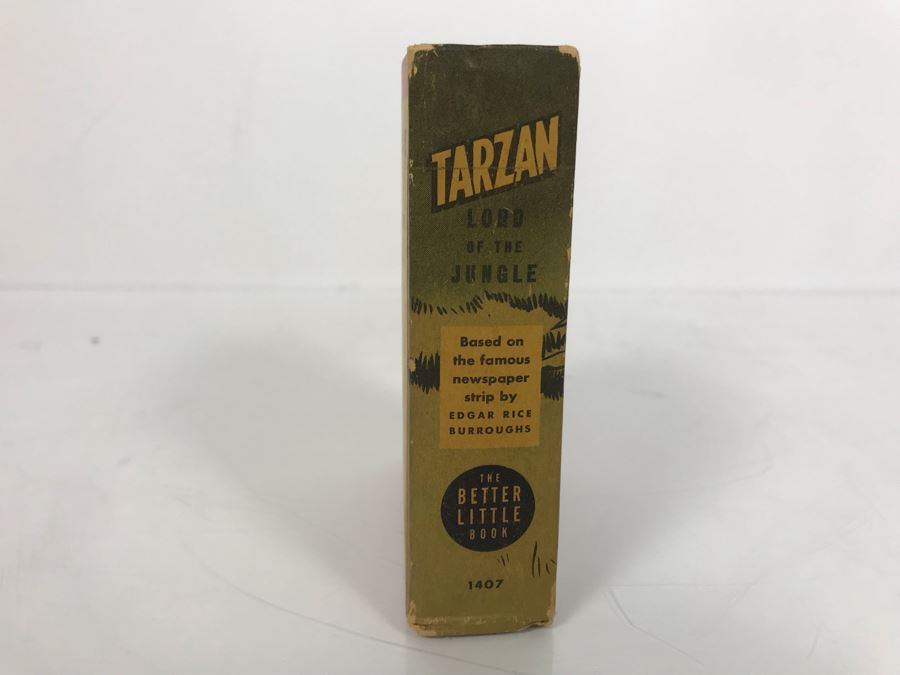 TARZAN
LORD
OF THE
JUNGLE
Based on
the famous
newspaper
strip by
EDGAR RICE
BURROUGHS
THE
BETTER
LITTLE
BOOK
1407